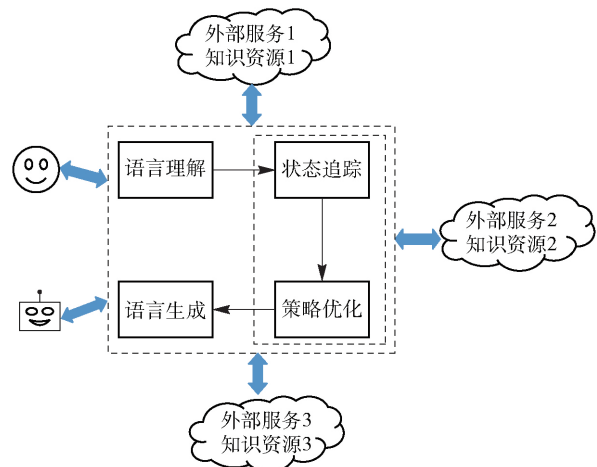 外部服务1
知识资源1
语言理解
状态追踪
外部服务2
知识资源2
语言生成
策略优化
外部服务3
知识资源3